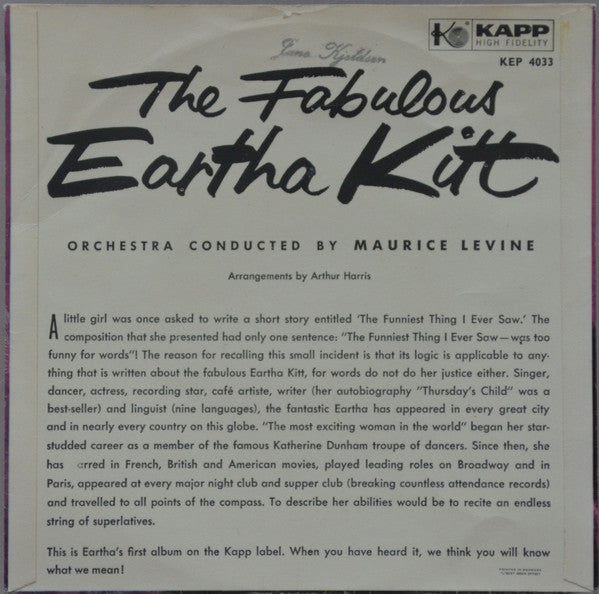 KAPP
HIGH FIDELITY
KEP 4033
The Fabulous
Eartha Kitt
ORCHESTRA CONDUCTED BY MAURICE LEVINE
Arrangements by Arthur Harris
A little girl was once asked to write a short story entitled 'The Funniest Thing I Ever Saw.' The
composition that she presented had only one sentence: "The Funniest Thing I Ever Saw—was too
funny for words"! The reason for recalling this small incident is that its logic is applicable to any-
thing that is written about the fabulous Eartha Kitt, for words do not do her justice either. Singer,
dancer, actress, recording star, café artiste, writer (her autobiography "Thursday's Child" was a
best-seller) and linguist (nine languages), the fantastic Eartha has appeared in every great city
and in nearly every country on this globe. "The most exciting woman in the world" began her star-
studded career as a member of the famous Katherine Dunham troupe of dancers. Since then, she
has arred in French, British and American movies, played leading roles on Broadway and in
Paris, appeared at every major night club and supper club (breaking countless attendance records)
and travelled to all points of the compass. To describe her abilities would be to recite an endless
string of superlatives.
This is Eartha's first album on the Kapp label. When you have heard it, we think you will know
what we mean!